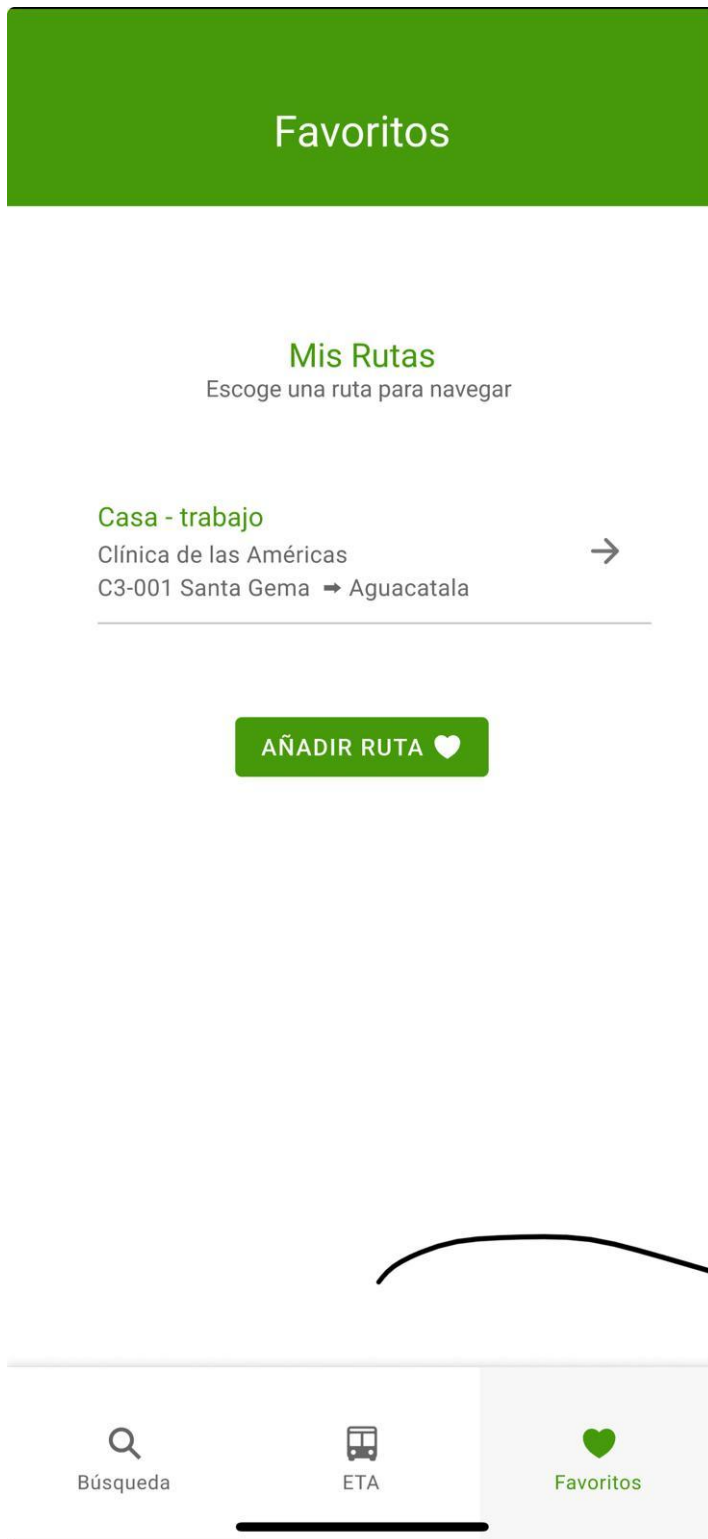 Favoritos
Mis Rutas
Escoge una ruta para navegar
Casa - trabajo
Clínica de las Américas
C3-001 Santa Gema ➡ Aguacatala
AÑADIR RUTA
Búsqueda
ETA
Favoritos